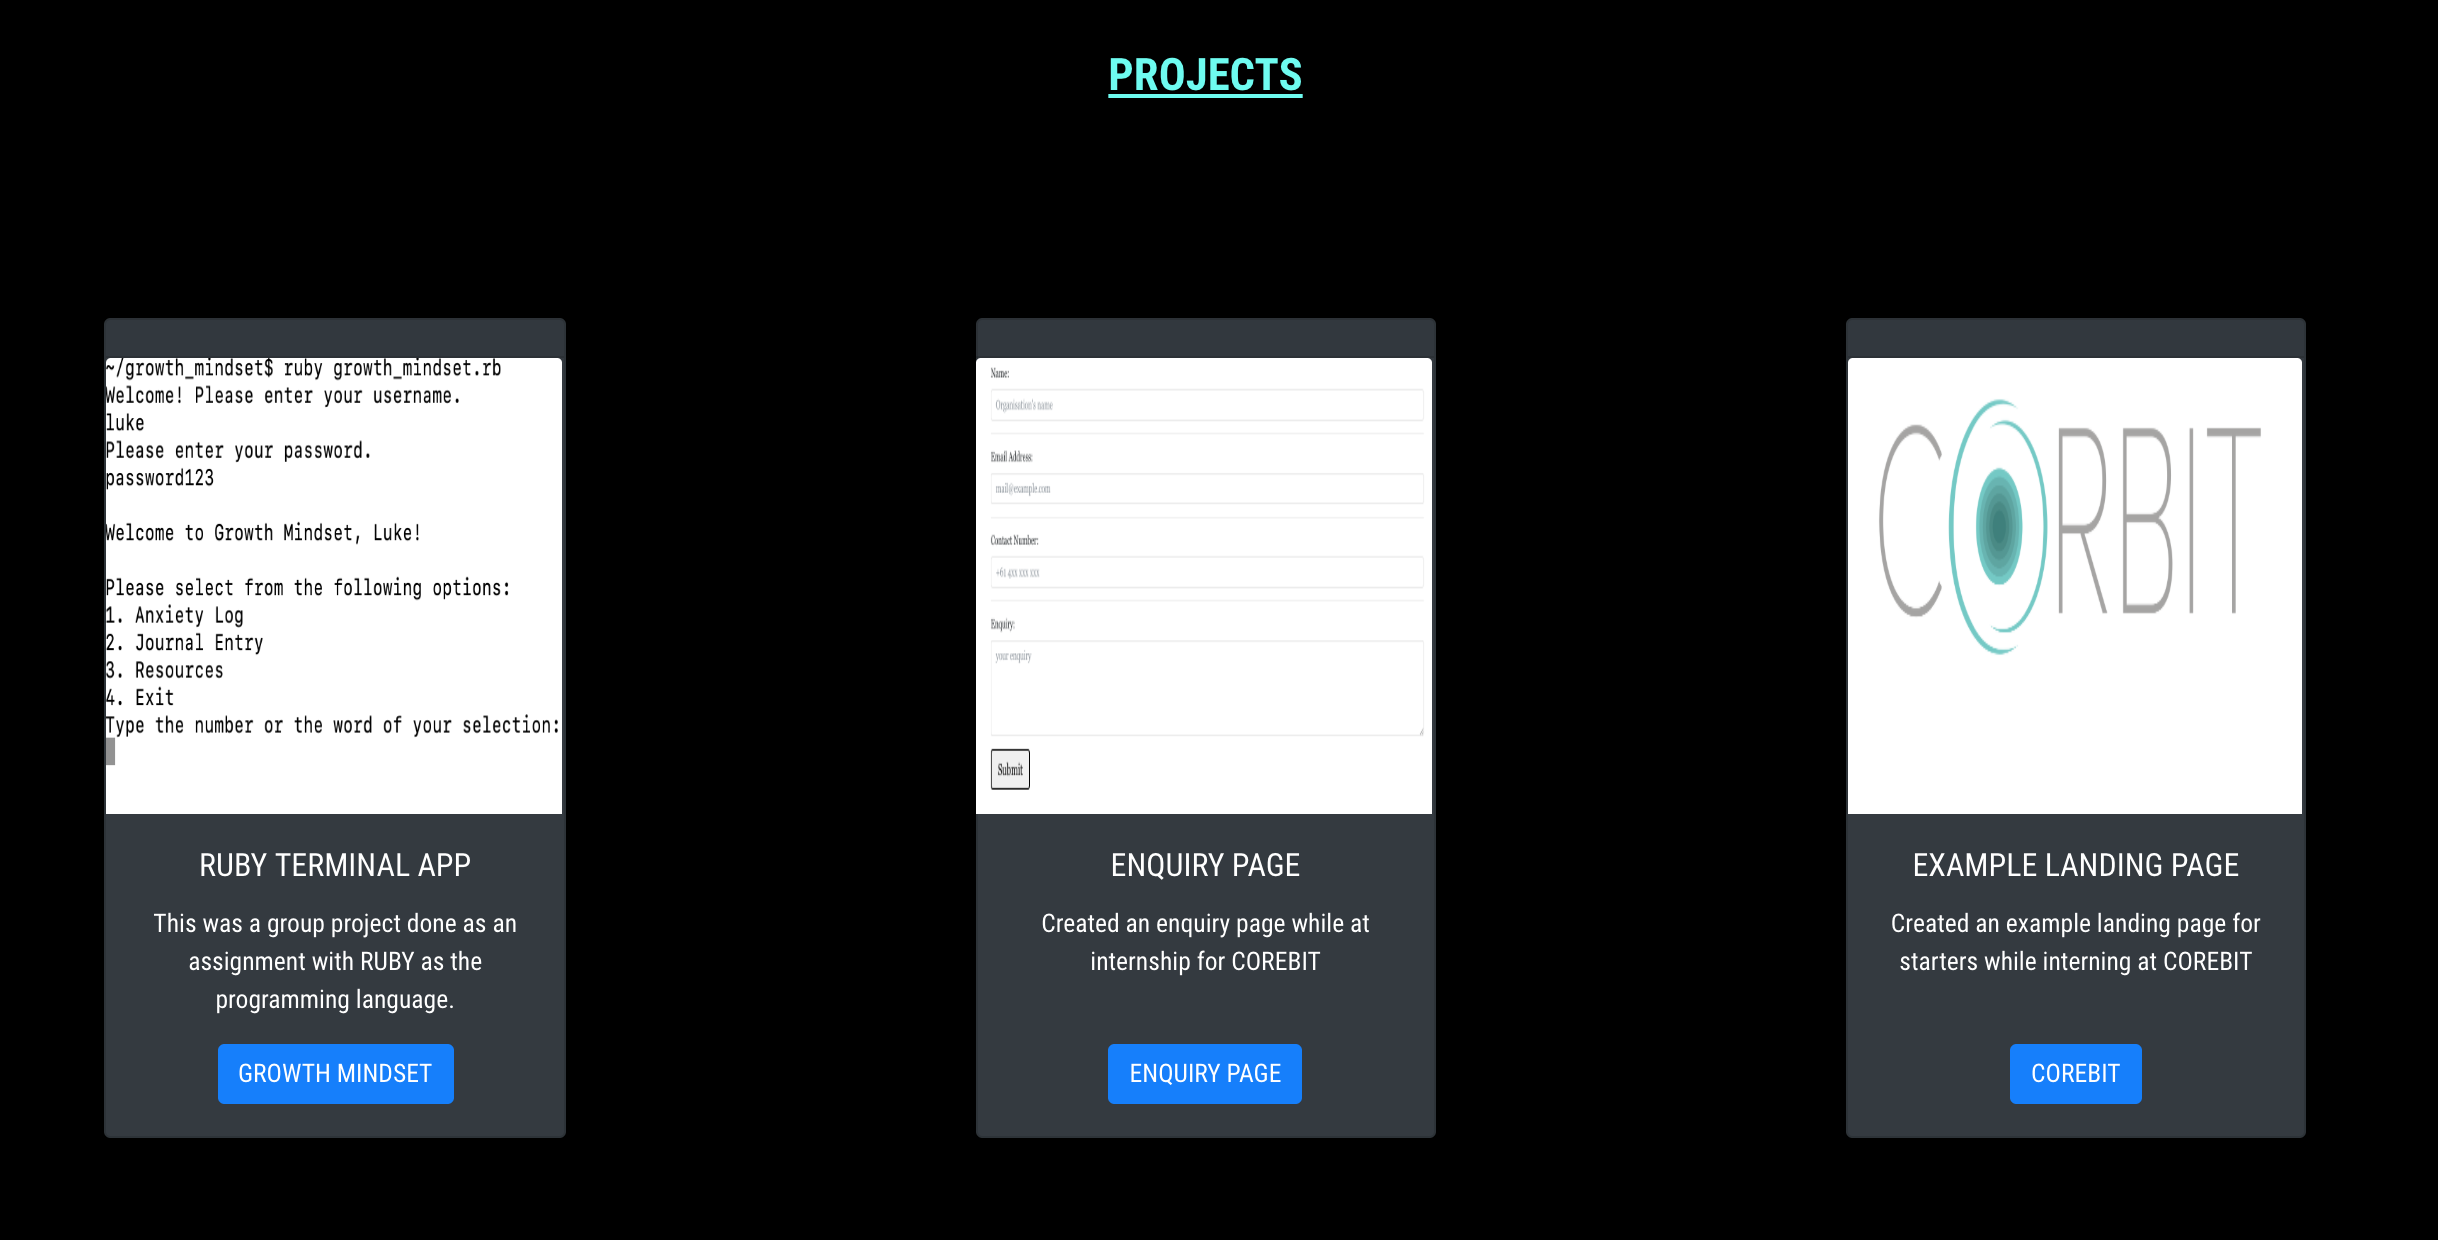 PROJECTS
~/growth_mindset$ ruby growth_mindset.rb
Welcome! Please enter your username.
luke
Please enter your password.
password123
Welcome to Growth Mindset, Luke!
Please select from the following options:
1. Anxiety Log
2. Journal Entry
3. Resources
4. Exit
Type the number or the word of your selection:
RUBY TERMINAL APP
This was a group project done as an
assignment with RUBY as the
programming language.
GROWTH MINDSET
Name:
Organisation's name
Email Address:
mail@example.com
Contact Number:
+61 4xx xxx xxx
Enquiry:
your enquiry
Submit
ENQUIRY PAGE
Created an enquiry page while at
internship for COREBIT
ENQUIRY PAGE
CORBIT
EXAMPLE LANDING PAGE
Created an example landing page for
starters while interning at COREBIT
COREBIT